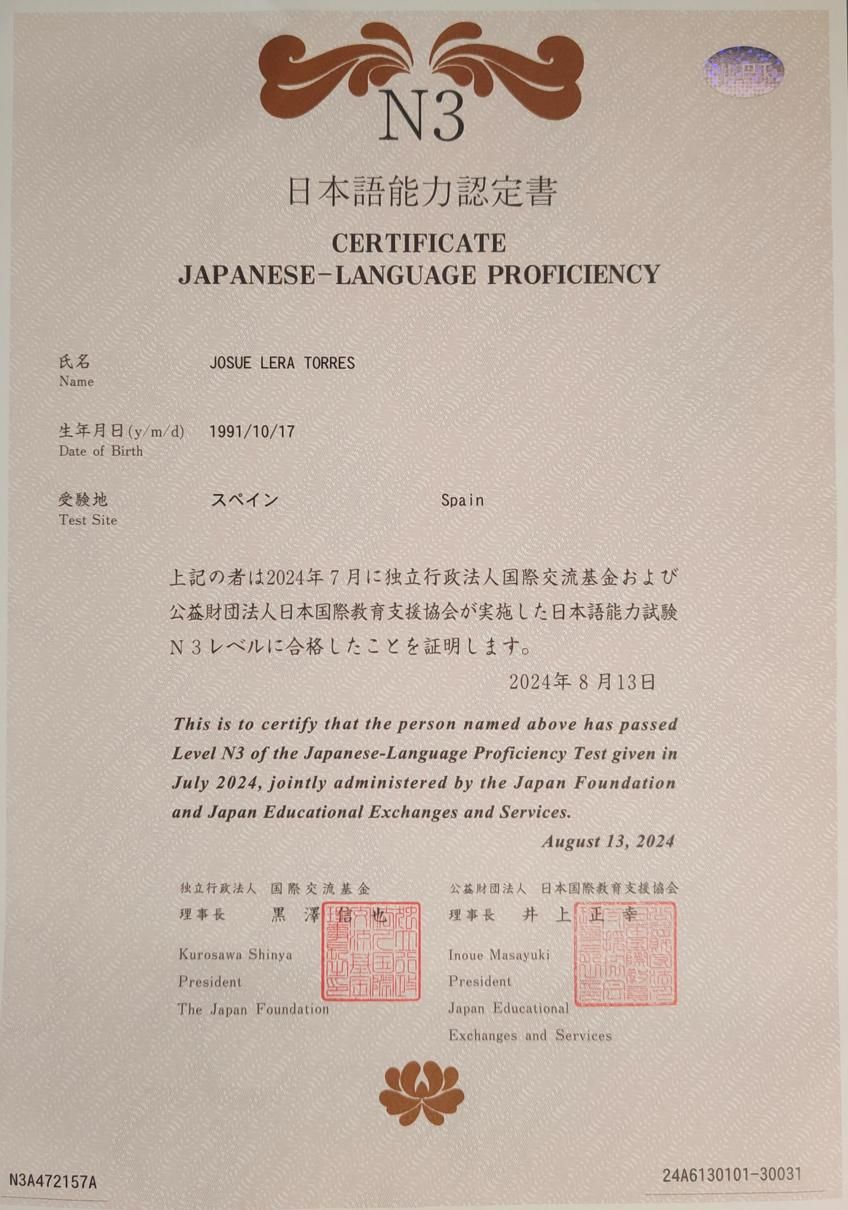 N3
日本語能力認定書
CERTIFICATE
JAPANESE-LANGUAGE PROFICIENCY
氏名 JOSUE LERA TORRES
Name
生年月日(y/m/d) 1991/10/17
Date of Birth
受験地 スペイン Spain
Test Site
上記の者は2024年7月に独立行政法人国際交流基金および
公益財団法人日本国際教育支援協会が実施した日本語能力試験
N3レベルに合格したことを証明します。
2024年8月13日
This is to certify that the person named above has passed
Level N3 of the Japanese-Language Proficiency Test given in
July 2024, jointly administered by the Japan Foundation
and Japan Educational Exchanges and Services.
August 13, 2024
独立行政法人 国際交流基金
理事長 黒澤信也
Kurosawa Shinya
President
The Japan Foundation
公益財団法人 日本国際教育支援協会
理事長 井上正幸
Inoue Masayuki
President
Japan Educational
Exchanges and Services
N3A472157A
24A6130101-30031